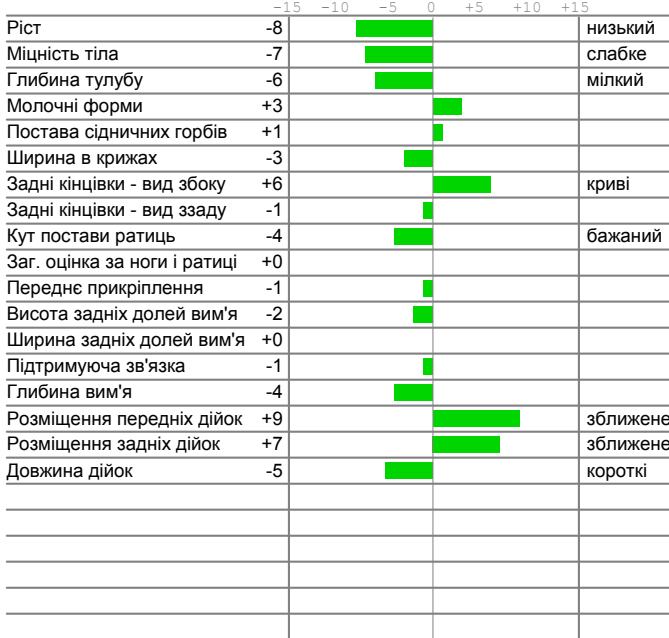 -15 -10 -5 0 +5 +10 +15
Ріст -8 низький
Міцність тіла -7 слабке
Глибина тулубу -6 мілкий
Молочні форми +3
Постава сідничних горбів +1
Ширина в крижах -3
Задні кінцівки - вид збоку +6 криві
Задні кінцівки - вид ззаду -1
Кут постави ратиць -4 бажаний
Заг. оцінка за ноги і ратиці +0
Переднє прикріплення -1
Висота задніх долей вим'я -2
Ширина задніх долей вим'я +0
Підтримуюча зв'язка -1
Глибина вим'я -4
Розміщення передніх дійок +9 зближене
Розміщення задніх дійок +7 зближене
Довжина дійок -5 короткі